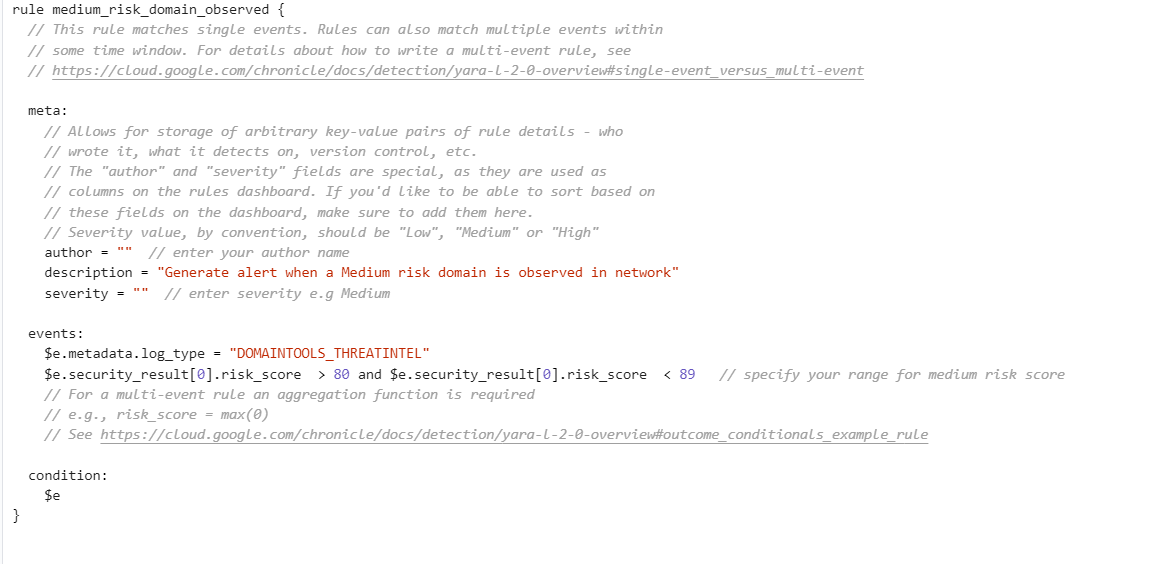 rule medium_risk_domain_observed {
// This rule matches single events. Rules can also match multiple events within
// some time window. For details about how to write a multi-event rule, see
// https://cloud.google.com/chronicle/docs/detection/yara-l-2-0-overview#single-event_versus_multi-event
meta:
// Allows for storage of arbitrary key-value pairs of rule details - who
// wrote it, what it detects on, version control, etc.
// The "author" and "severity" fields are special, as they are used as
// columns on the rules dashboard. If you'd like to be able to sort based on
// these fields on the dashboard, make sure to add them here.
// Severity value, by convention, should be "Low", "Medium" or "High"
author = "" // enter your author name
description = "Generate alert when a Medium risk domain is observed in network"
severity = "" // enter severity e.g Medium
events:
$e.metadata.log_type = "DOMAINTOOLS_THREATINTEL"
$e.security_result[0].risk_score > 80 and $e.security_result[0].risk_score < 89 // specify your range for medium risk score
// For a multi-event rule an aggregation function is required
// e.g., risk_score = max(0)
// See https://cloud.google.com/chronicle/docs/detection/yara-l-2-0-overview#outcome_conditionals_example_rule
condition:
$e
}